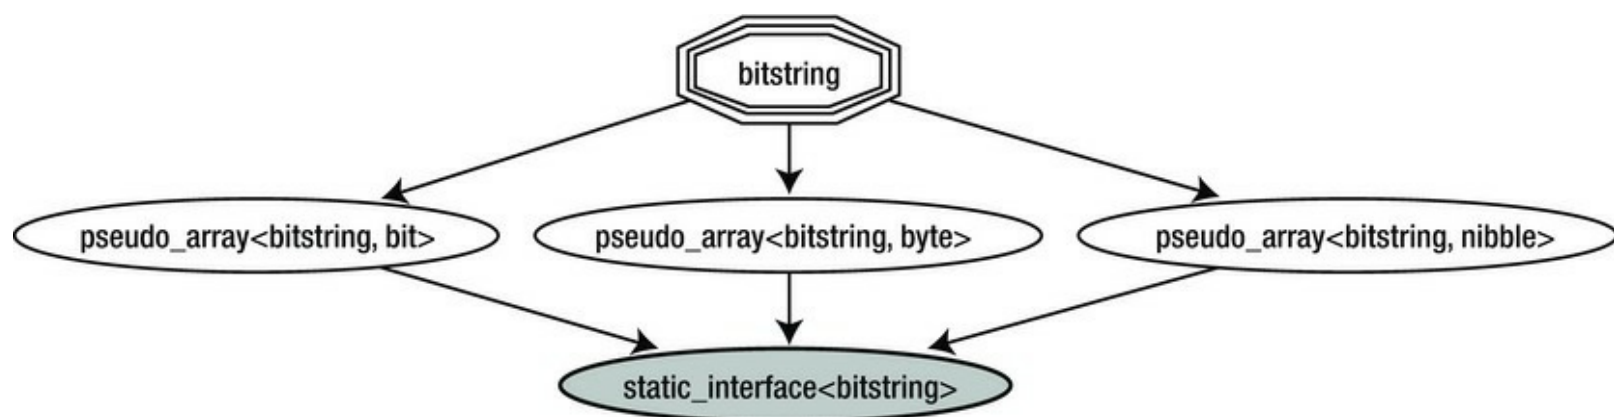 bitstring
pseudo_array<bitstring, bit>
pseudo_array<bitstring, byte>
pseudo_array<bitstring, nibble>
static_interface<bitstring>